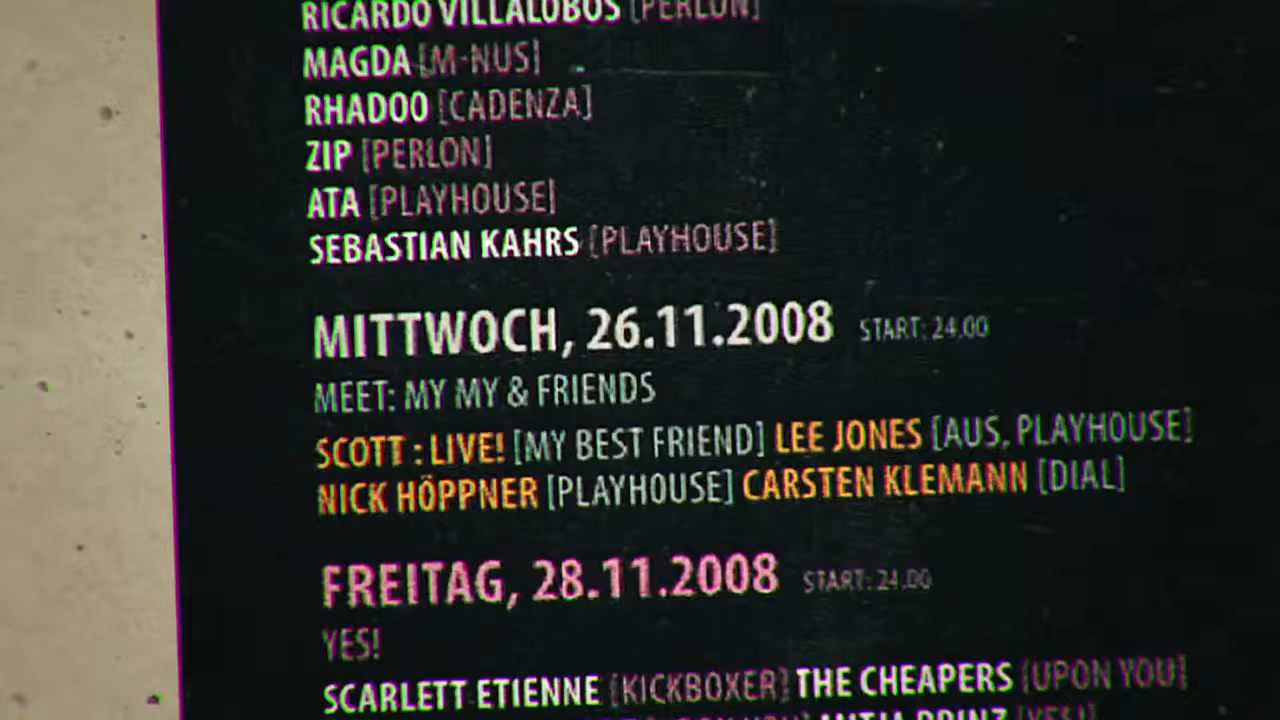 RICARDO VILLALOBOS [PERLON]
MAGDA [M-NUS]
RHADOO [CADENZA]
ZIP [PERLON]
ATA [PLAYHOUSE]
SEBASTIAN KAHRS [PLAYHOUSE]
MITTWOCH, 26.11.2008 START: 24.00
MEET: MY MY & FRIENDS
SCOTT : LIVE! [MY BEST FRIEND] LEE JONES [AUS, PLAYHOUSE]
NICK HÖPPNER [PLAYHOUSE] CARSTEN KLEMANN [DIAL]
FREITAG, 28.11.2008 START: 24.00
YES!
SCARLETT ETIENNE [KICKBOXER] THE CHEAPERS [UPON YOU]